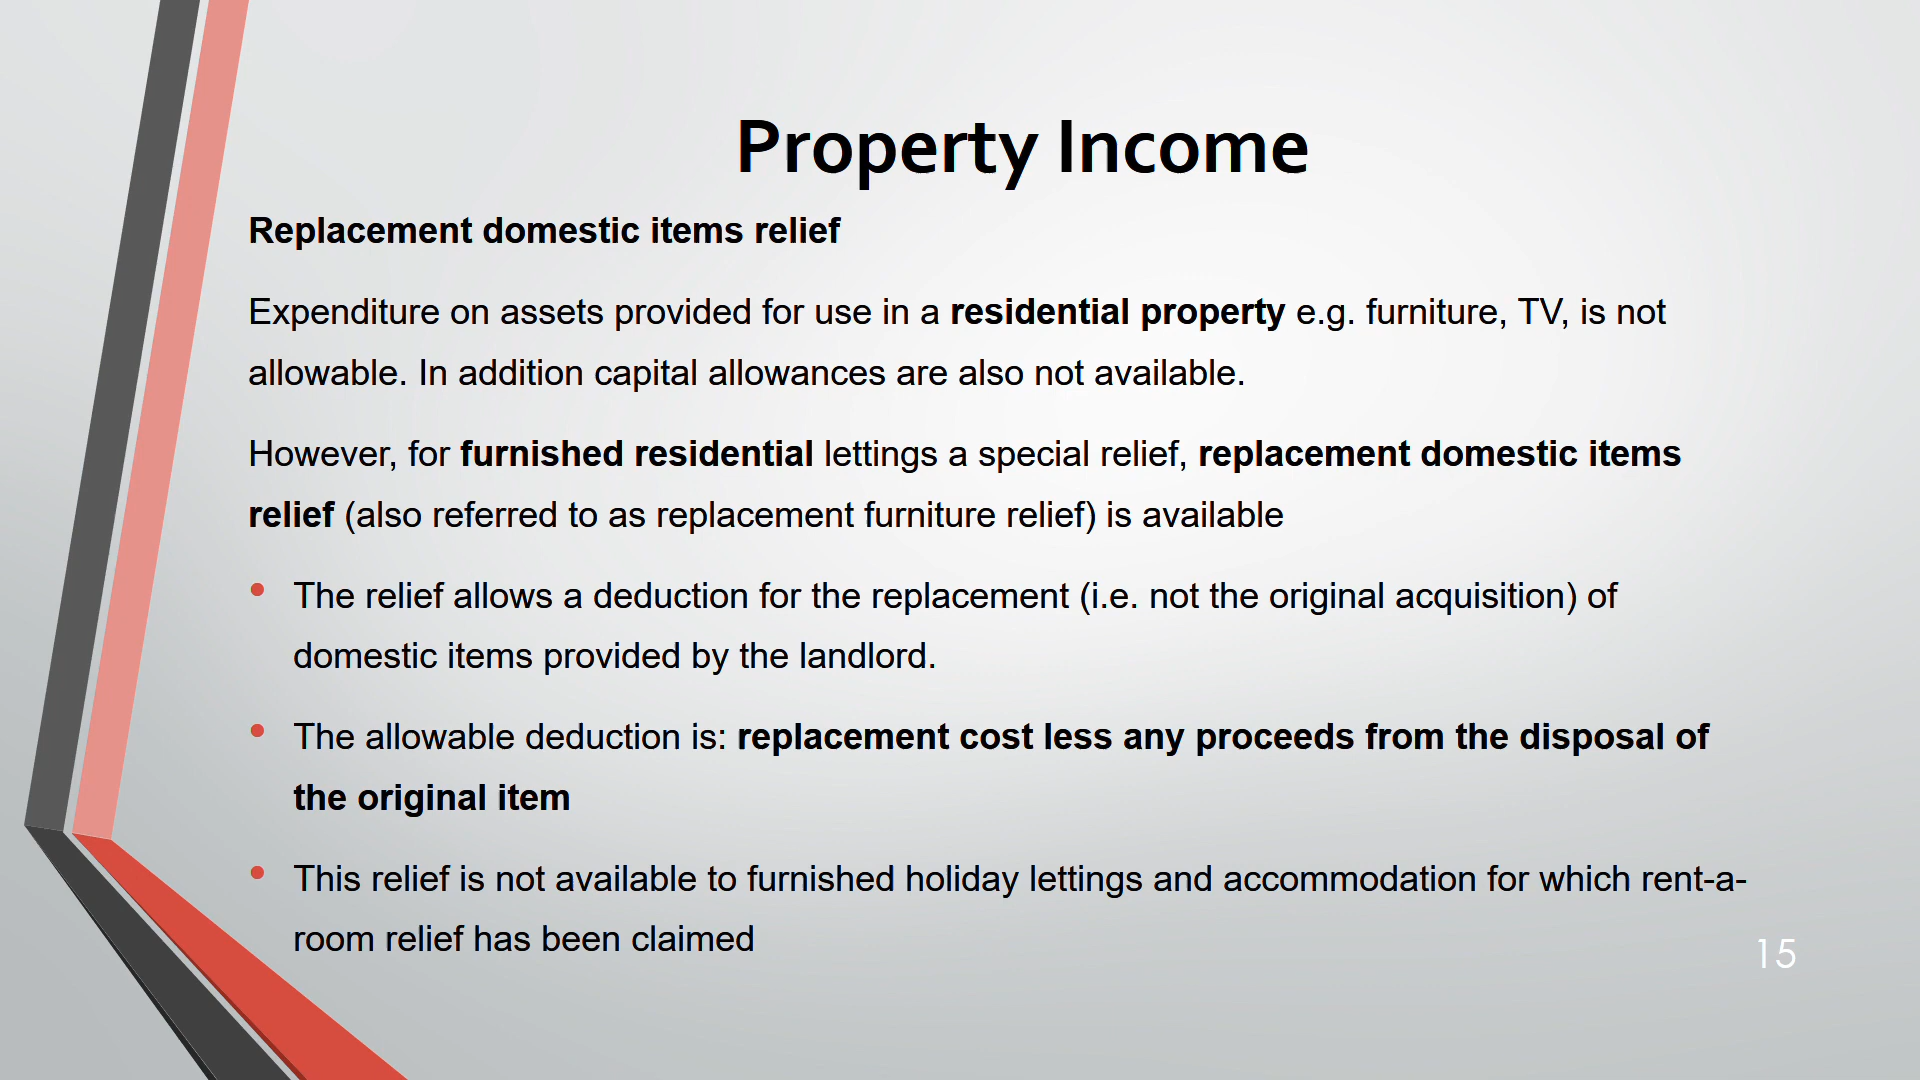 Property Income
Replacement domestic items relief
Expenditure on assets provided for use in a residential property e.g. furniture, TV, is not
allowable. In addition capital allowances are also not available.
However, for furnished residential lettings a special relief, replacement domestic items
relief (also referred to as replacement furniture relief) is available
• The relief allows a deduction for the replacement (i.e. not the original acquisition) of
domestic items provided by the landlord.
• The allowable deduction is: replacement cost less any proceeds from the disposal of
the original item
• This relief is not available to furnished holiday lettings and accommodation for which rent-a-
room relief has been claimed
15